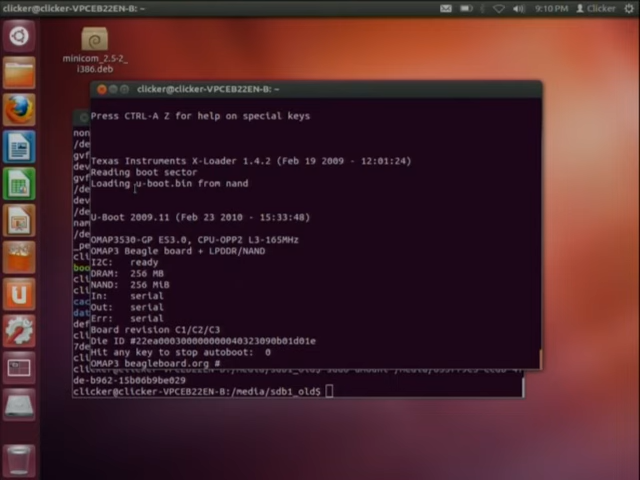 clicker@clicker-VPCEB22EN-B: ~
9:10 PM
Clicker
minicom_2.5-2_
i386.deb
clicker@clicker-VPCEB22EN-B: ~
Press CTRL-A Z for help on special keys
Texas Instruments X-Loader 1.4.2 (Feb 19 2009 - 12:01:24)
Reading boot sector
Loading u-boot.bin from nand
U-Boot 2009.11 (Feb 23 2010 - 15:33:48)
OMAP3530-GP ES3.0, CPU-OPP2 L3-165MHz
OMAP3 Beagle board + LPDDR/NAND
I2C: ready
DRAM: 256 MB
NAND: 256 MiB
In: serial
Out: serial
Err: serial
Board revision C1/C2/C3
Die ID #22ea000300000000040323090b01d01e
Hit any key to stop autoboot: 0
OMAP3 beagleboard.org #
de-b962-15b06b9be029
clicker@clicker-VPCEB22EN-B:/media/sdb1_old$